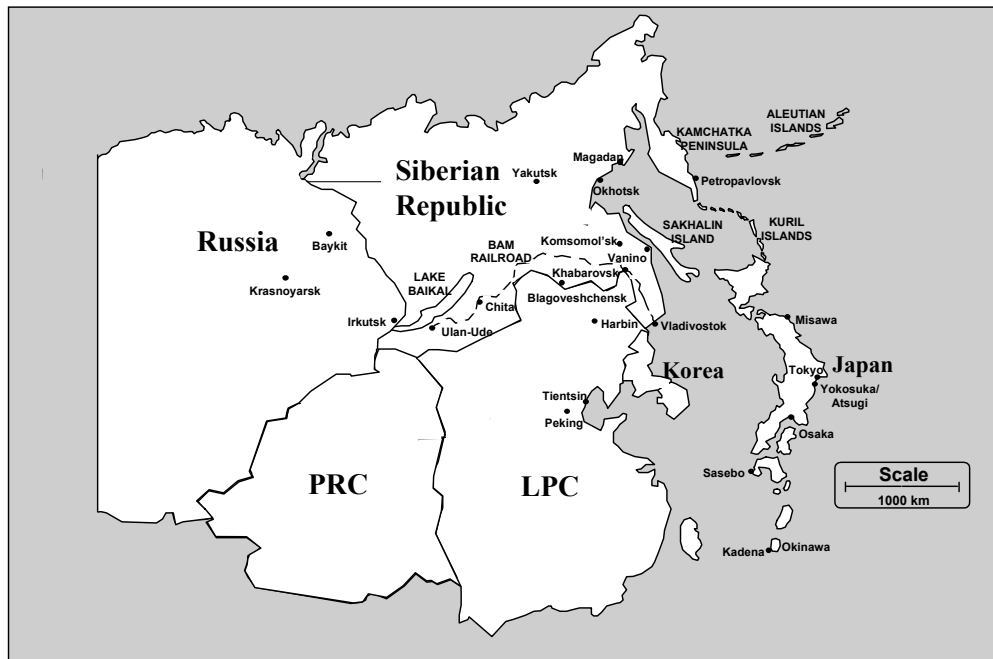 ALEUTIAN
ISLANDS
KAMCHATKA
PENINSULA
Magadan
Siberian
Republic
Yakutsk
Okhotsk
Petropavlovsk
SAKHALIN
ISLAND
KURIL
ISLANDS
Russia
Baykit
BAM
RAILROAD
Komsomol'sk
Vanino
Khabarovsk
LAKE
BAIKAL
Krasnoyarsk
Blagoveshchensk
Chita
Irkutsk
Ulan-Ude
Harbin
Vladivostok
Misawa
Korea
Japan
Tokyo
Yokosuka/
Atsugi
Tientsin
Peking
Osaka
PRC
LPC
Sasebo
Scale
1000 km
Kadena
Okinawa